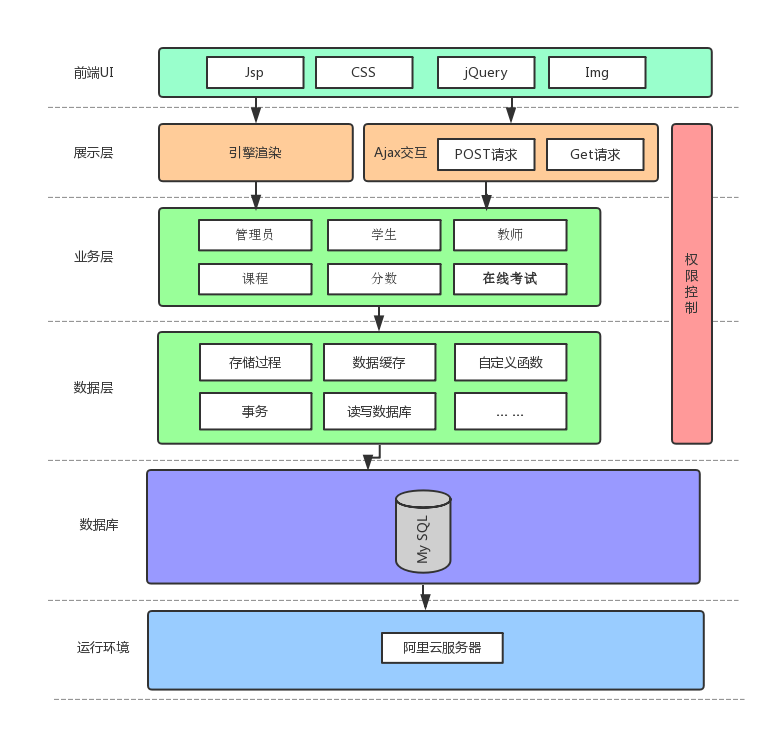 前端UI
Jsp
CSS
jQuery
Img
展示层
引擎渲染
Ajax交互
POST请求
Get请求
业务层
管理员
学生
教师
课程
分数
在线考试
权限控制
数据层
存储过程
数据缓存
自定义函数
事务
读写数据库
... ...
数据库
My SQL
运行环境
阿里云服务器